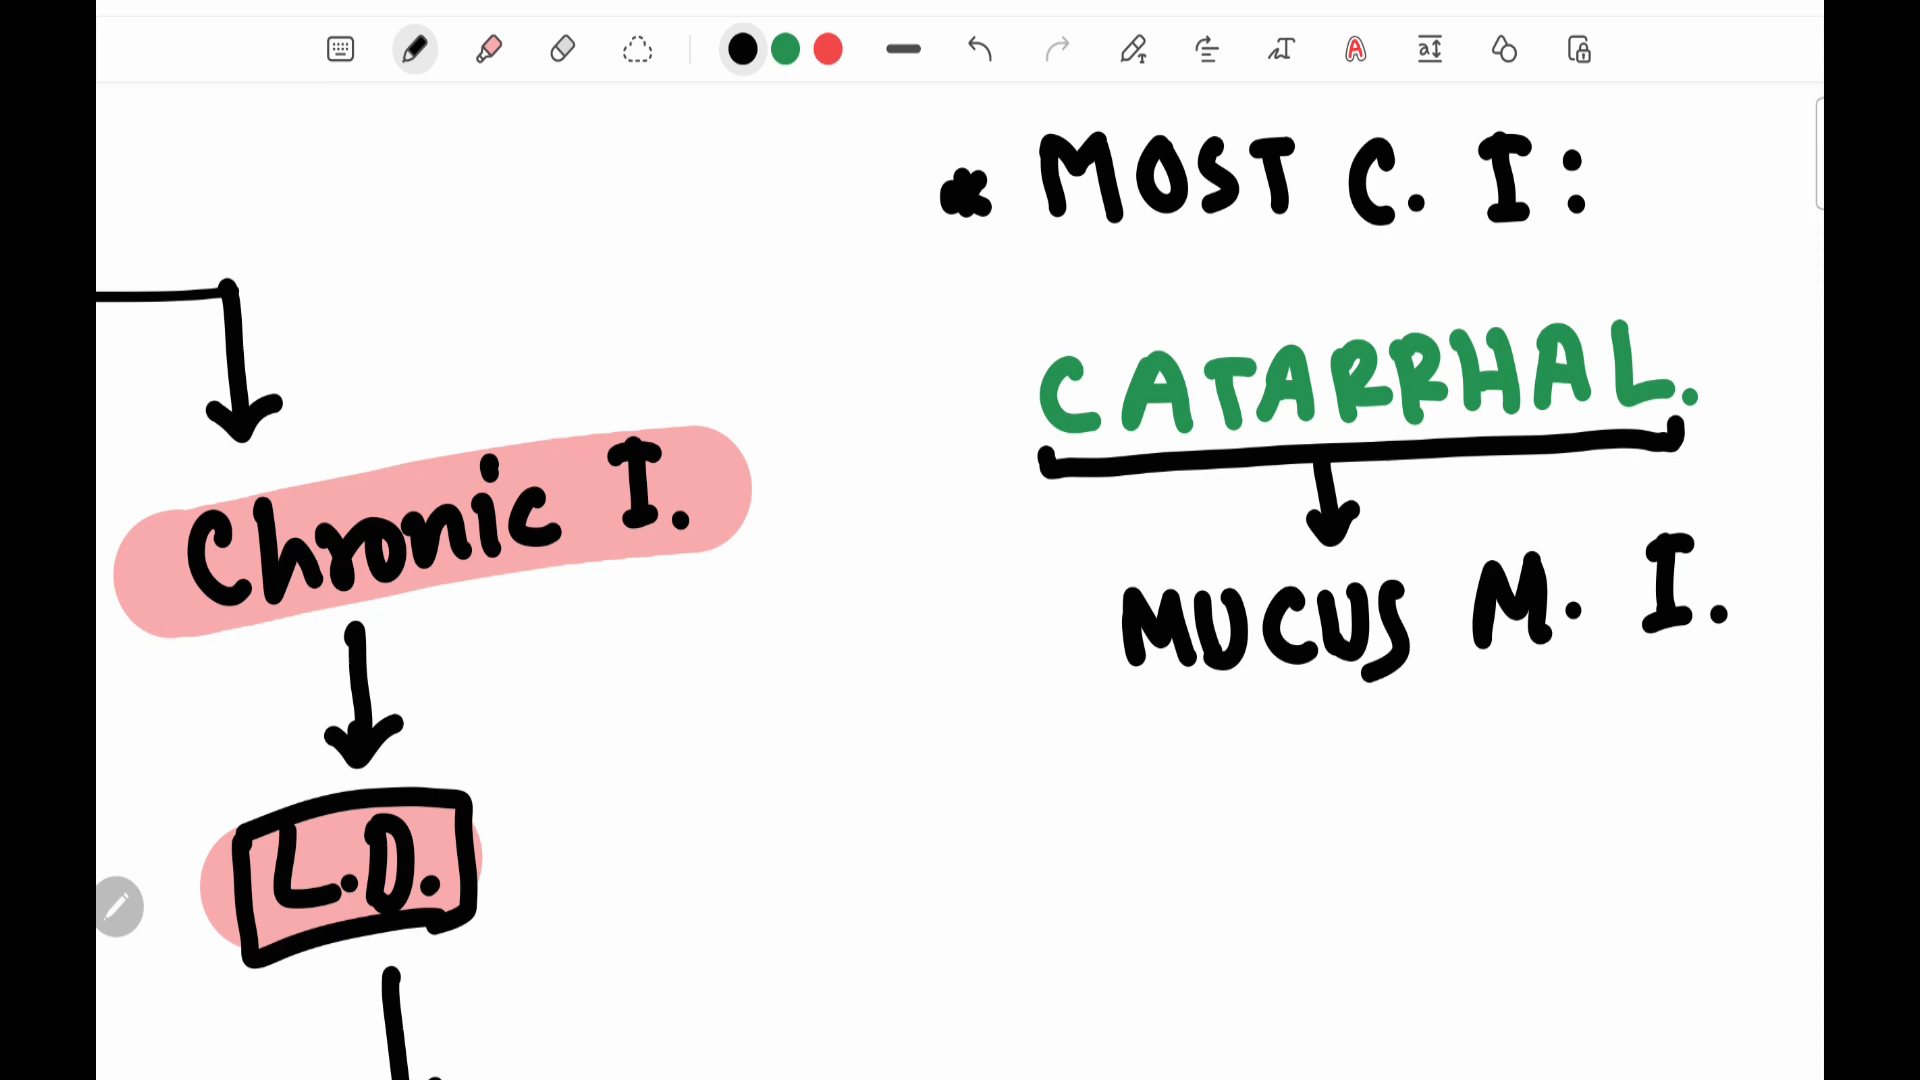 * MOST C. I:
CATARRHAL.
MUCUS M. I.
Chronic I.
L.D.